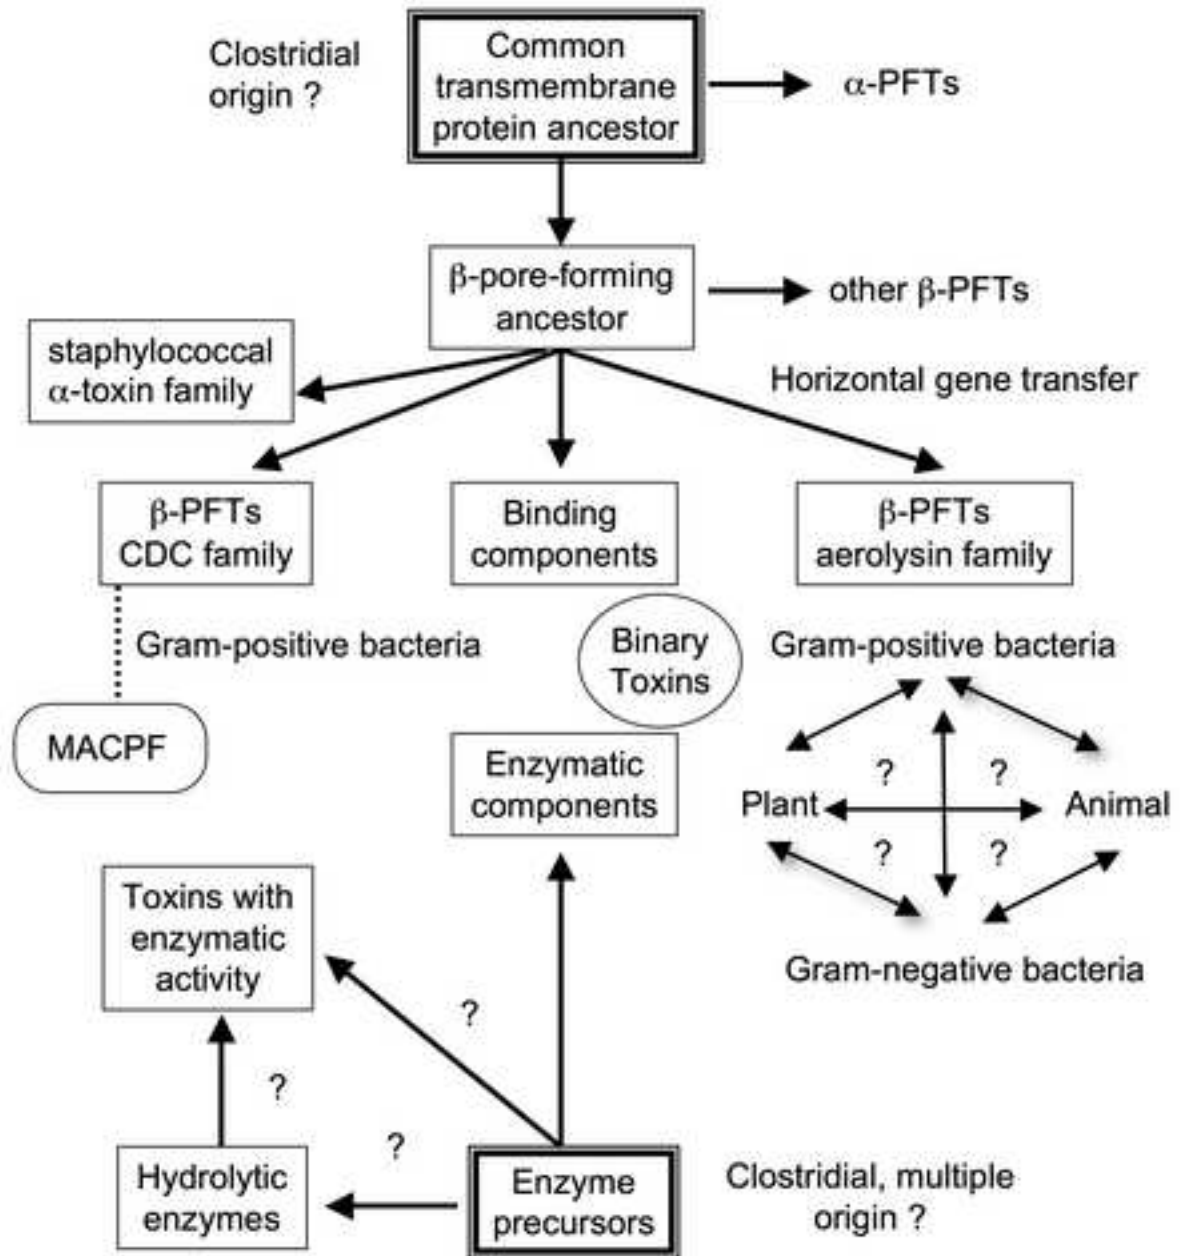 Clostridial
origin ?
Common
transmembrane
protein ancestor
α-PFTs
β-pore-forming
ancestor
other β-PFTs
staphylococcal
α-toxin family
Horizontal gene transfer
β-PFTs
CDC family
Binding
components
β-PFTs
aerolysin family
Gram-positive bacteria
Binary
Toxins
Gram-positive bacteria
MACPF
Enzymatic
components
?
?
Plant
Animal
?
?
Toxins with
enzymatic
activity
Gram-negative bacteria
?
?
?
Hydrolytic
enzymes
Enzyme
precursors
Clostridial, multiple
origin ?